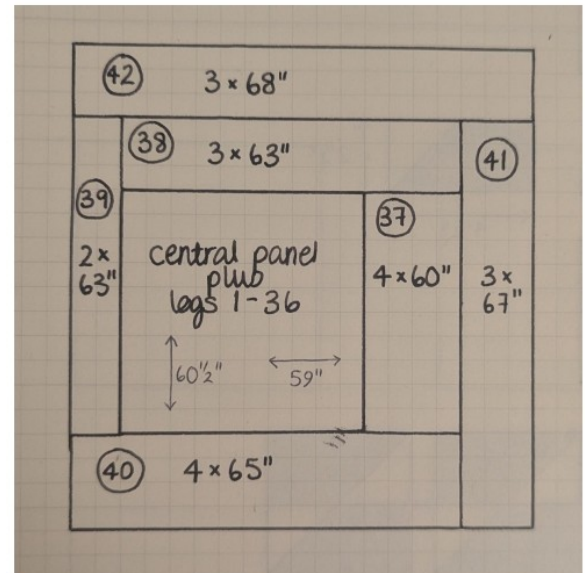 42 3 × 68"
38 3 × 63"
41
39
2 ×
63"
central panel
plus
logs 1-36
37
4 × 60"
3 ×
67"
60½"
59"
40 4 × 65"